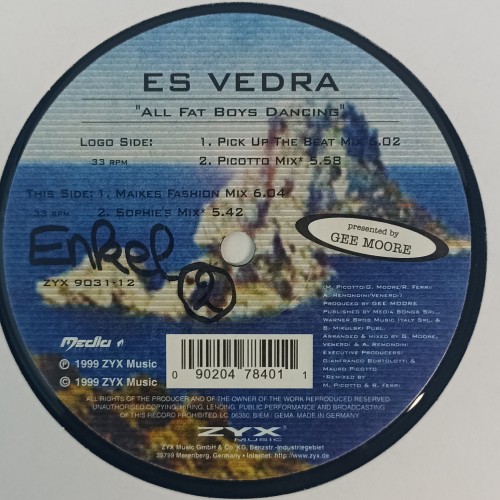 ES VEDRA
"ALL FAT BOYS DANCING"
LOGO SIDE: 1. PICK UP THE BEAT MIX 6.02
33 RPM 2. PICOTTO MIX* 5.58
THIS SIDE: 1. MAIKES FASHION MIX 6.04
33 RPM 2. SOPHIE'S MIX* 5.42
presented by
GEE MOORE
Enkel
2
ZYX 9031-12
(M. PICOTTO/G. MOORE/R. FERRI/
A. REMONDINI/VENERDI')
PRODUCED BY GEE MOORE
PUBLISHED BY MEDIA SONGS SRL,
WARNER BROS MUSIC ITALY SRL &
B. MIKULSKI PUBL.
ARRANGED & MIXED BY G. MOORE,
VENERDI & A. REMONDINI
EXECUTIVE PRODUCERS:
GIANFRANCO BORTOLOTTI &
MAURO PICOTTO
*REMIXED BY
M. PICOTTO & R. FERRI
Media
℗ 1999 ZYX Music
© 1999 ZYX Music
0 90204 78401 1
ALL RIGHTS OF THE PRODUCER AND OF THE OWNER OF THE WORK REPRODUCED RESERVED.
UNAUTHORISED COPYING, HIRING, LENDING, PUBLIC PERFORMANCE AND BROADCASTING
OF THIS RECORD PROHIBITED. LC 06350. BIEM / GEMA. MADE IN GERMANY
ZYX
MUSIC
ZYX Music GmbH & Co. KG, Benzstr.-Industriegebiet
35799 Merenberg, Germany • Internet: http://www.zyx.de